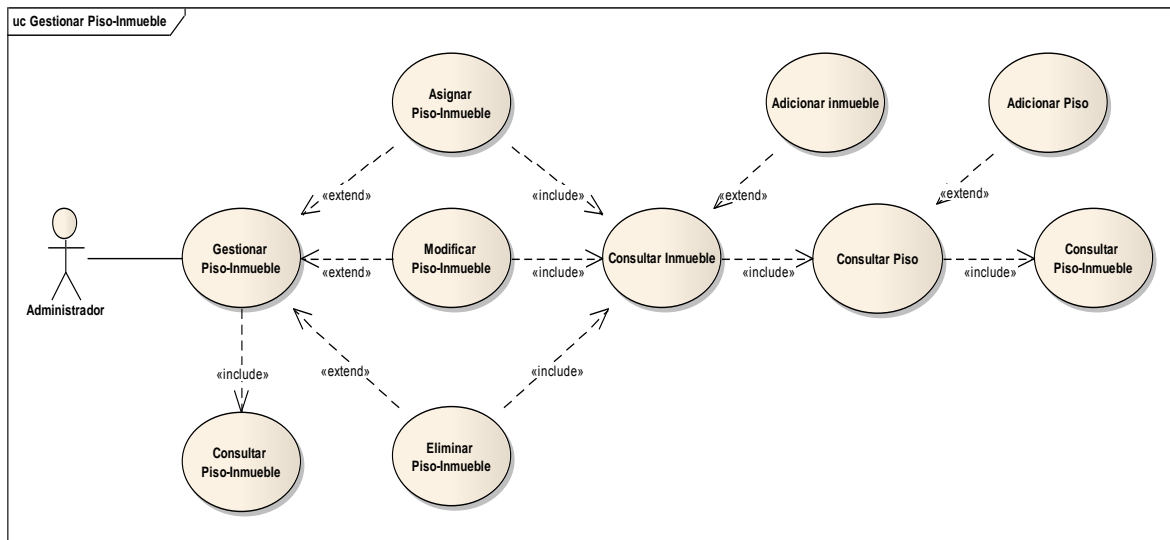 uc Gestionar Piso-Inmueble
Asignar
Piso-Inmueble
Adicionar inmueble
Adicionar Piso
«extend»
«include»
«extend»
«extend»
Gestionar
Piso-Inmueble
«extend»
Modificar
Piso-Inmueble
«include»
Consultar Inmueble
«include»
Consultar Piso
«include»
Consultar
Piso-Inmueble
Administrador
«include»
«extend»
«include»
Consultar
Piso-Inmueble
Eliminar
Piso-Inmueble